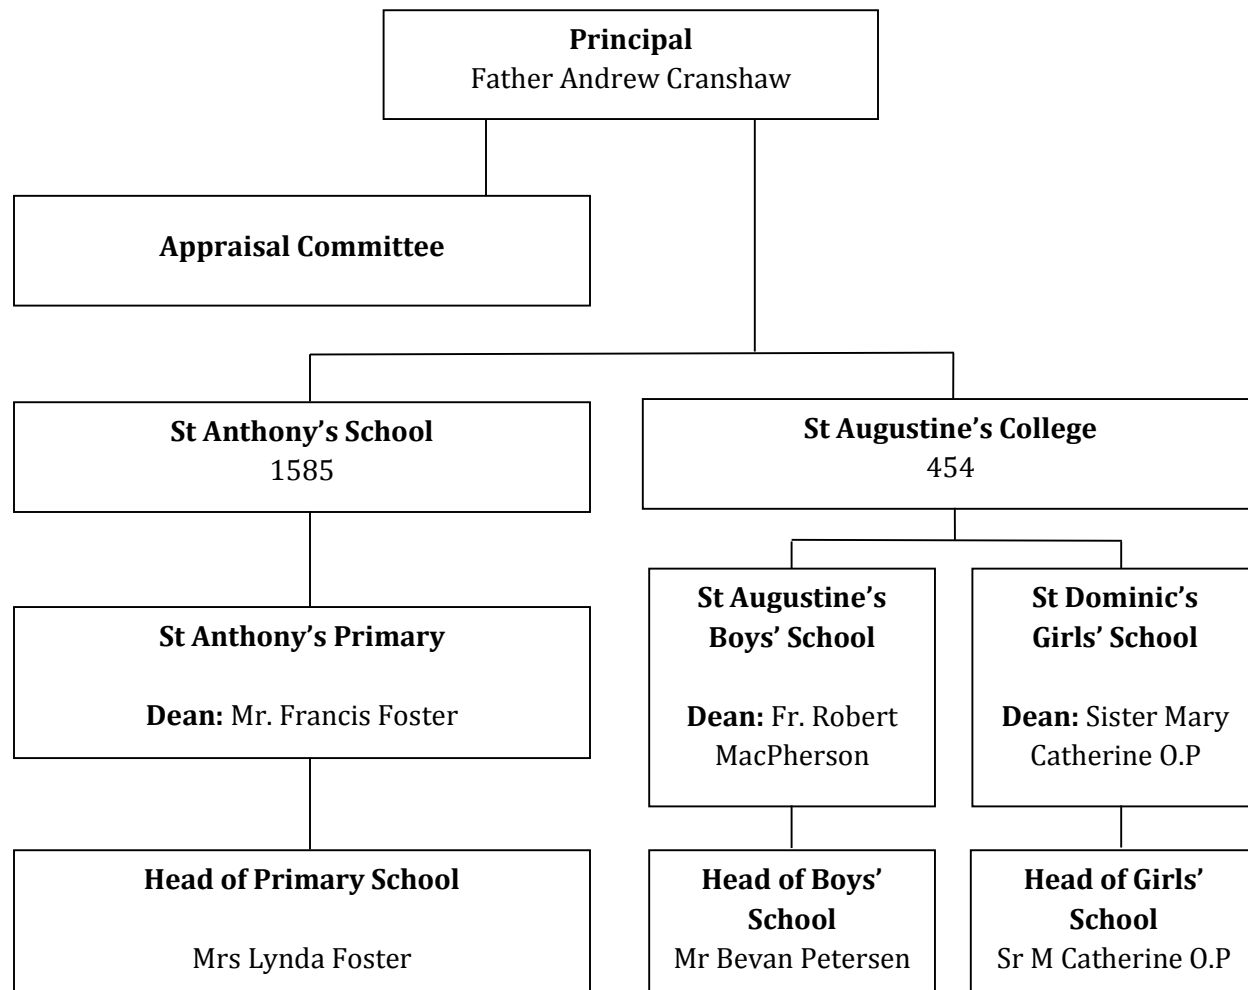 Principal
Father Andrew Cranshaw
Appraisal Committee
St Anthony’s School
1585
St Augustine’s College
454
St Anthony’s Primary
Dean: Mr. Francis Foster
St Augustine’s
Boys’ School
Dean: Fr. Robert
MacPherson
St Dominic’s
Girls’ School
Dean: Sister Mary
Catherine O.P
Head of Primary School
Mrs Lynda Foster
Head of Boys’
School
Mr Bevan Petersen
Head of Girls’
School
Sr M Catherine O.P